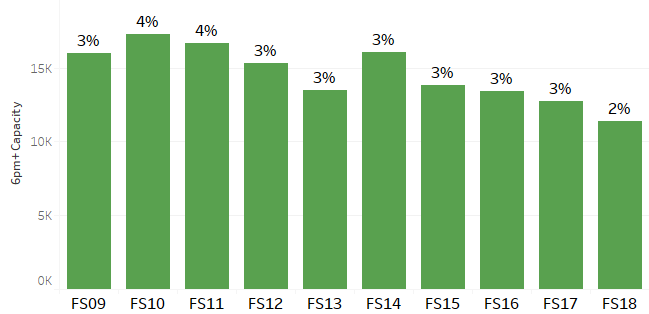 3%
4%
4%
3%
3%
3%
3%
3%
3%
2%
15K
10K
5K
0K
6pm+ Capacity
FS09 FS10 FS11 FS12 FS13 FS14 FS15 FS16 FS17 FS18